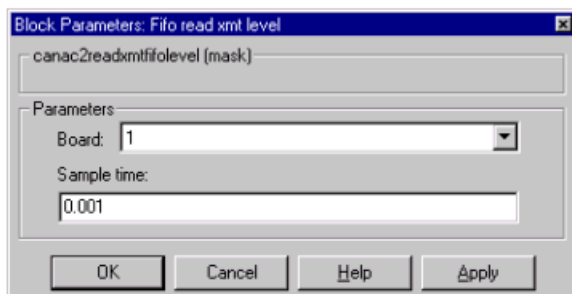 Block Parameters: Fifo read xmt level
canac2readxmtfifolevel (mask)
Parameters
Board: 1
Sample time:
0.001
OK Cancel Help Apply